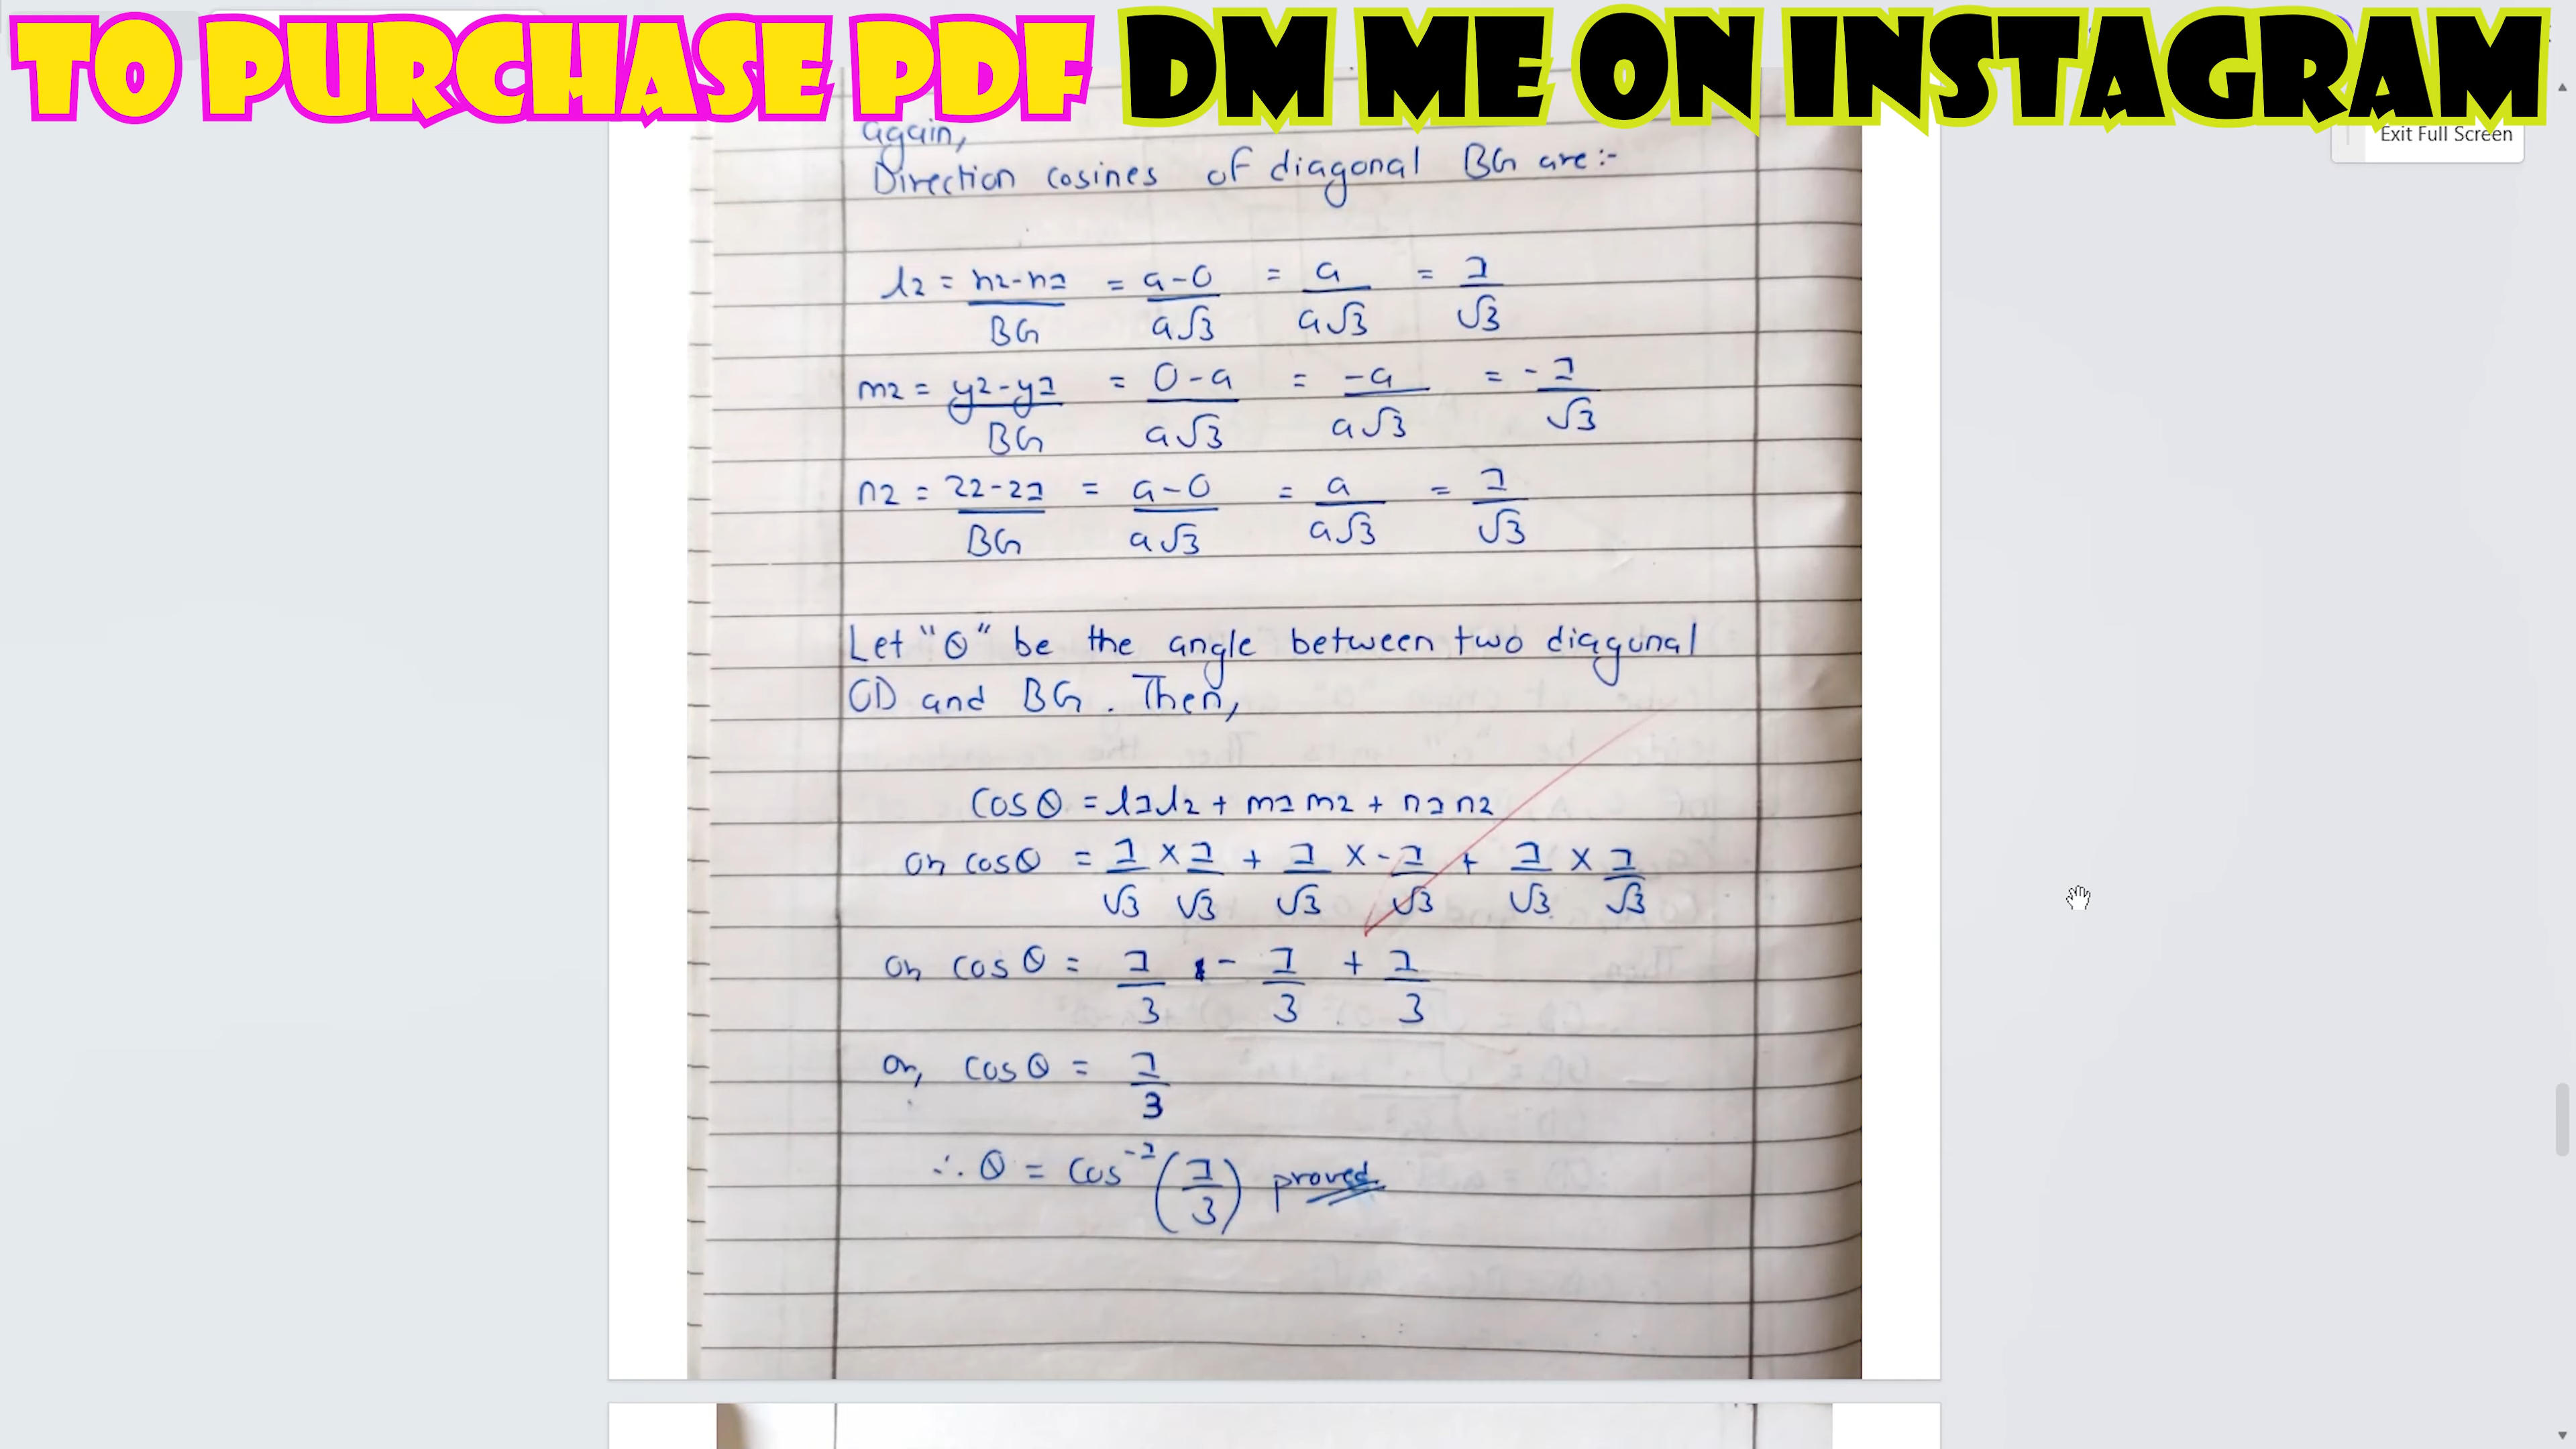 TO PURCHASE PDF DM ME ON INSTAGRAM
Exit Full Screen
again,
Direction cosines of diagonal BG are:-
l2 = x2-x1 / BG = a-0 / a√3 = a / a√3 = 1 / √3
m2 = y2-y1 / BG = 0-a / a√3 = -a / a√3 = - 1 / √3
n2 = z2-z1 / BG = a-0 / a√3 = a / a√3 = 1 / √3
Let "θ" be the angle between two diagonal
OD and BG. Then,
Cosθ = l1l2 + m1m2 + n1n2
or cosθ = 1/√3 × 1/√3 + 1/√3 × -1/√3 + 1/√3 × 1/√3
or cosθ = 1/3 - 1/3 + 1/3
or, cosθ = 1/3
∴ θ = Cos⁻¹(1/3) proved